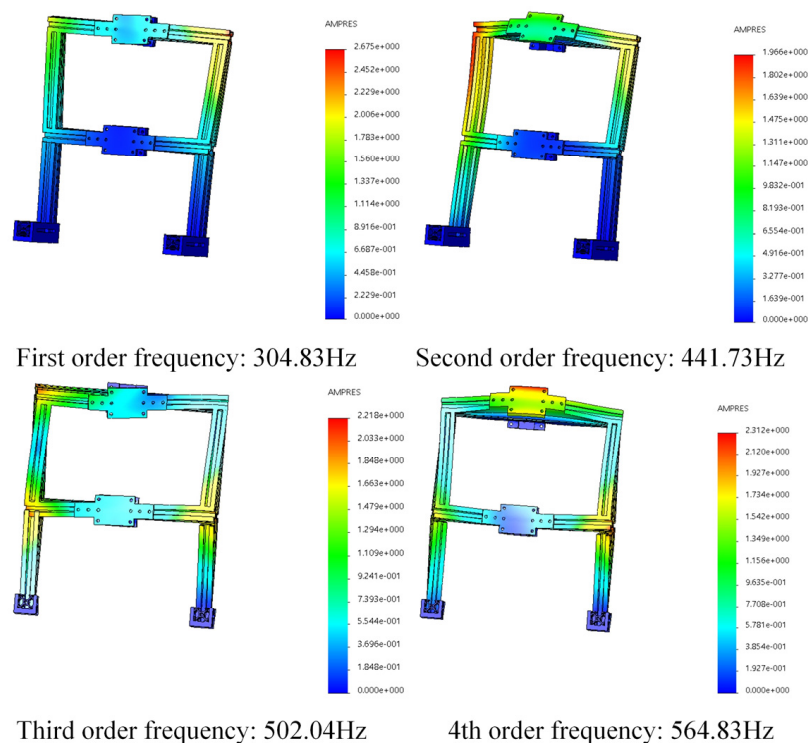 AMPRES
2.675e+000
2.452e+000
2.229e+000
2.006e+000
1.783e+000
1.560e+000
1.337e+000
1.114e+000
8.916e-001
6.687e-001
4.458e-001
2.229e-001
0.000e+000
First order frequency: 304.83Hz
AMPRES
1.966e+000
1.802e+000
1.639e+000
1.475e+000
1.311e+000
1.147e+000
9.832e-001
8.193e-001
6.554e-001
4.916e-001
3.277e-001
1.639e-001
0.000e+000
Second order frequency: 441.73Hz
AMPRES
2.218e+000
2.033e+000
1.848e+000
1.663e+000
1.479e+000
1.294e+000
1.109e+000
9.241e-001
7.393e-001
5.544e-001
3.696e-001
1.848e-001
0.000e+000
Third order frequency: 502.04Hz
AMPRES
2.312e+000
2.120e+000
1.927e+000
1.734e+000
1.542e+000
1.349e+000
1.156e+000
9.635e-001
7.708e-001
5.781e-001
3.854e-001
1.927e-001
0.000e+000
4th order frequency: 564.83Hz